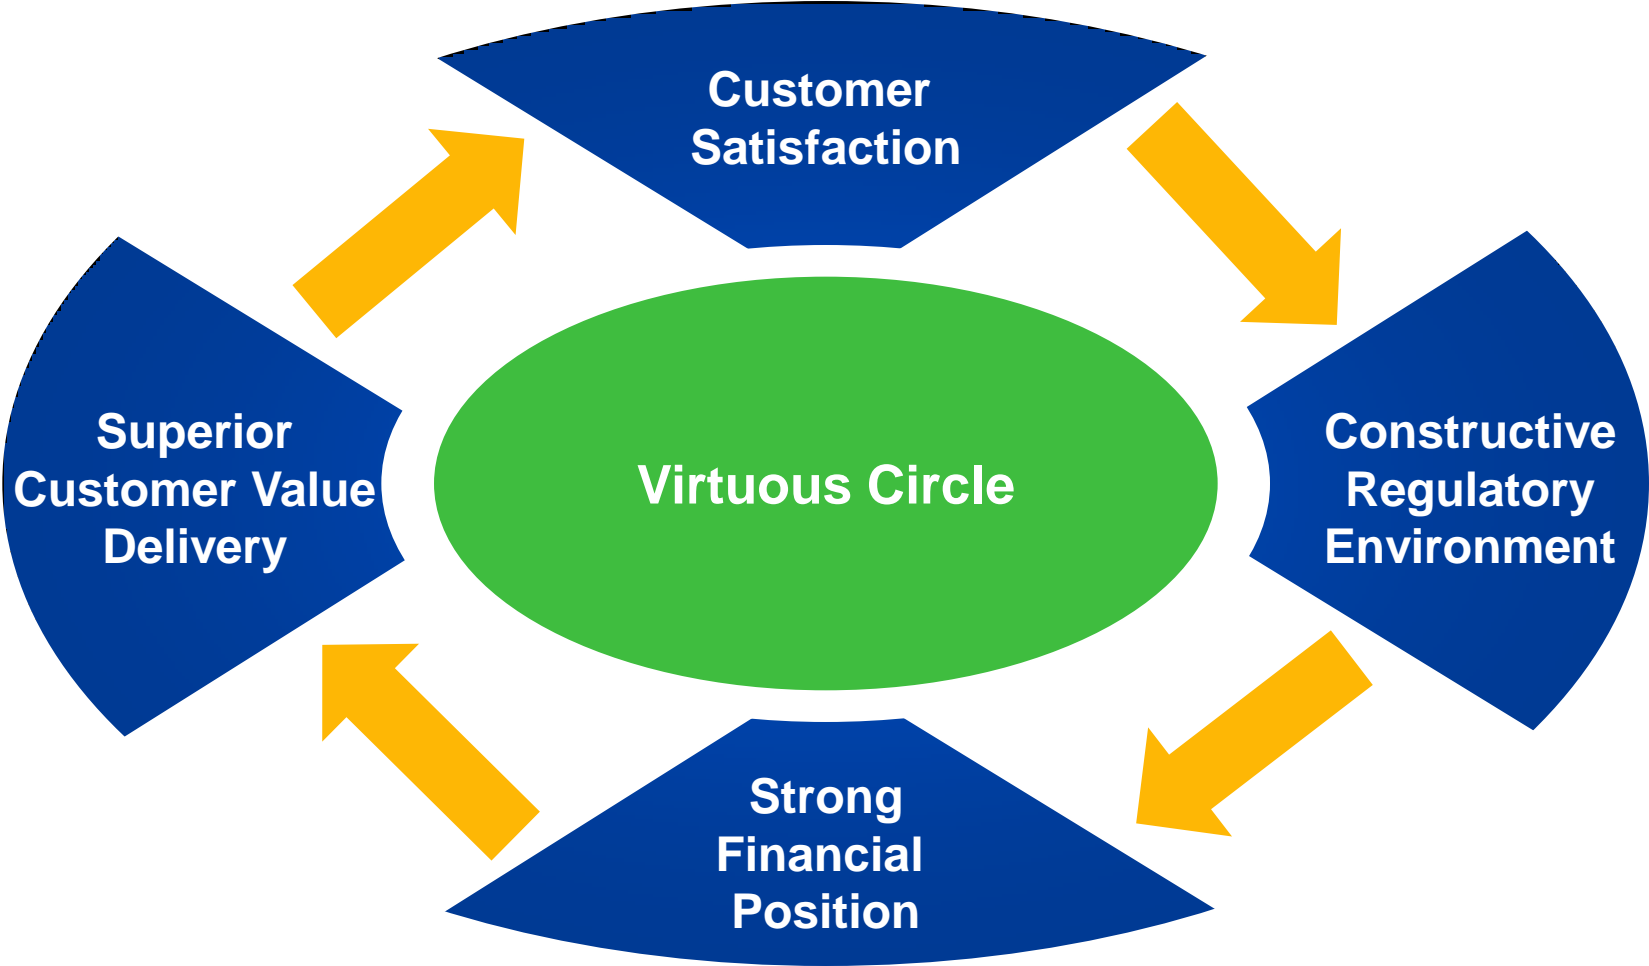 Customer
Satisfaction
Superior
Customer Value
Delivery
Virtuous Circle
Constructive
Regulatory
Environment
Strong
Financial
Position